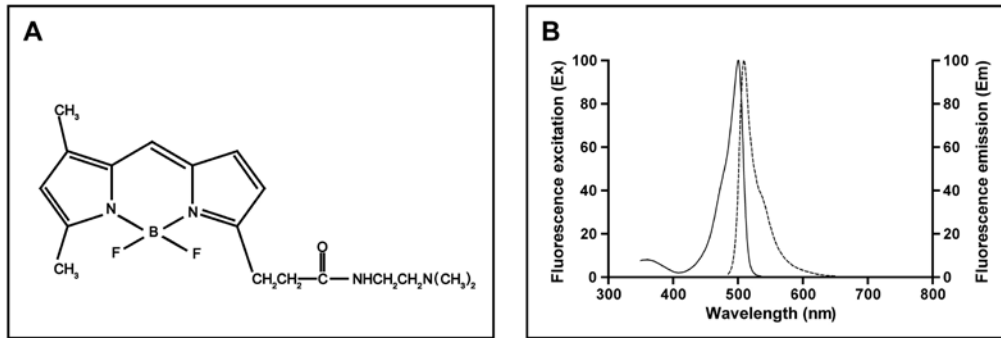 A
CH₃
N
N
B
F
F
CH₃
O
CH₂CH₂—C—NHCH₂CH₂N(CH₃)₂
B
Fluorescence excitation (Ex)
100
80
60
40
20
0
300
400
500
600
700
800
Wavelength (nm)
100
80
60
40
20
0
Fluorescence emission (Em)